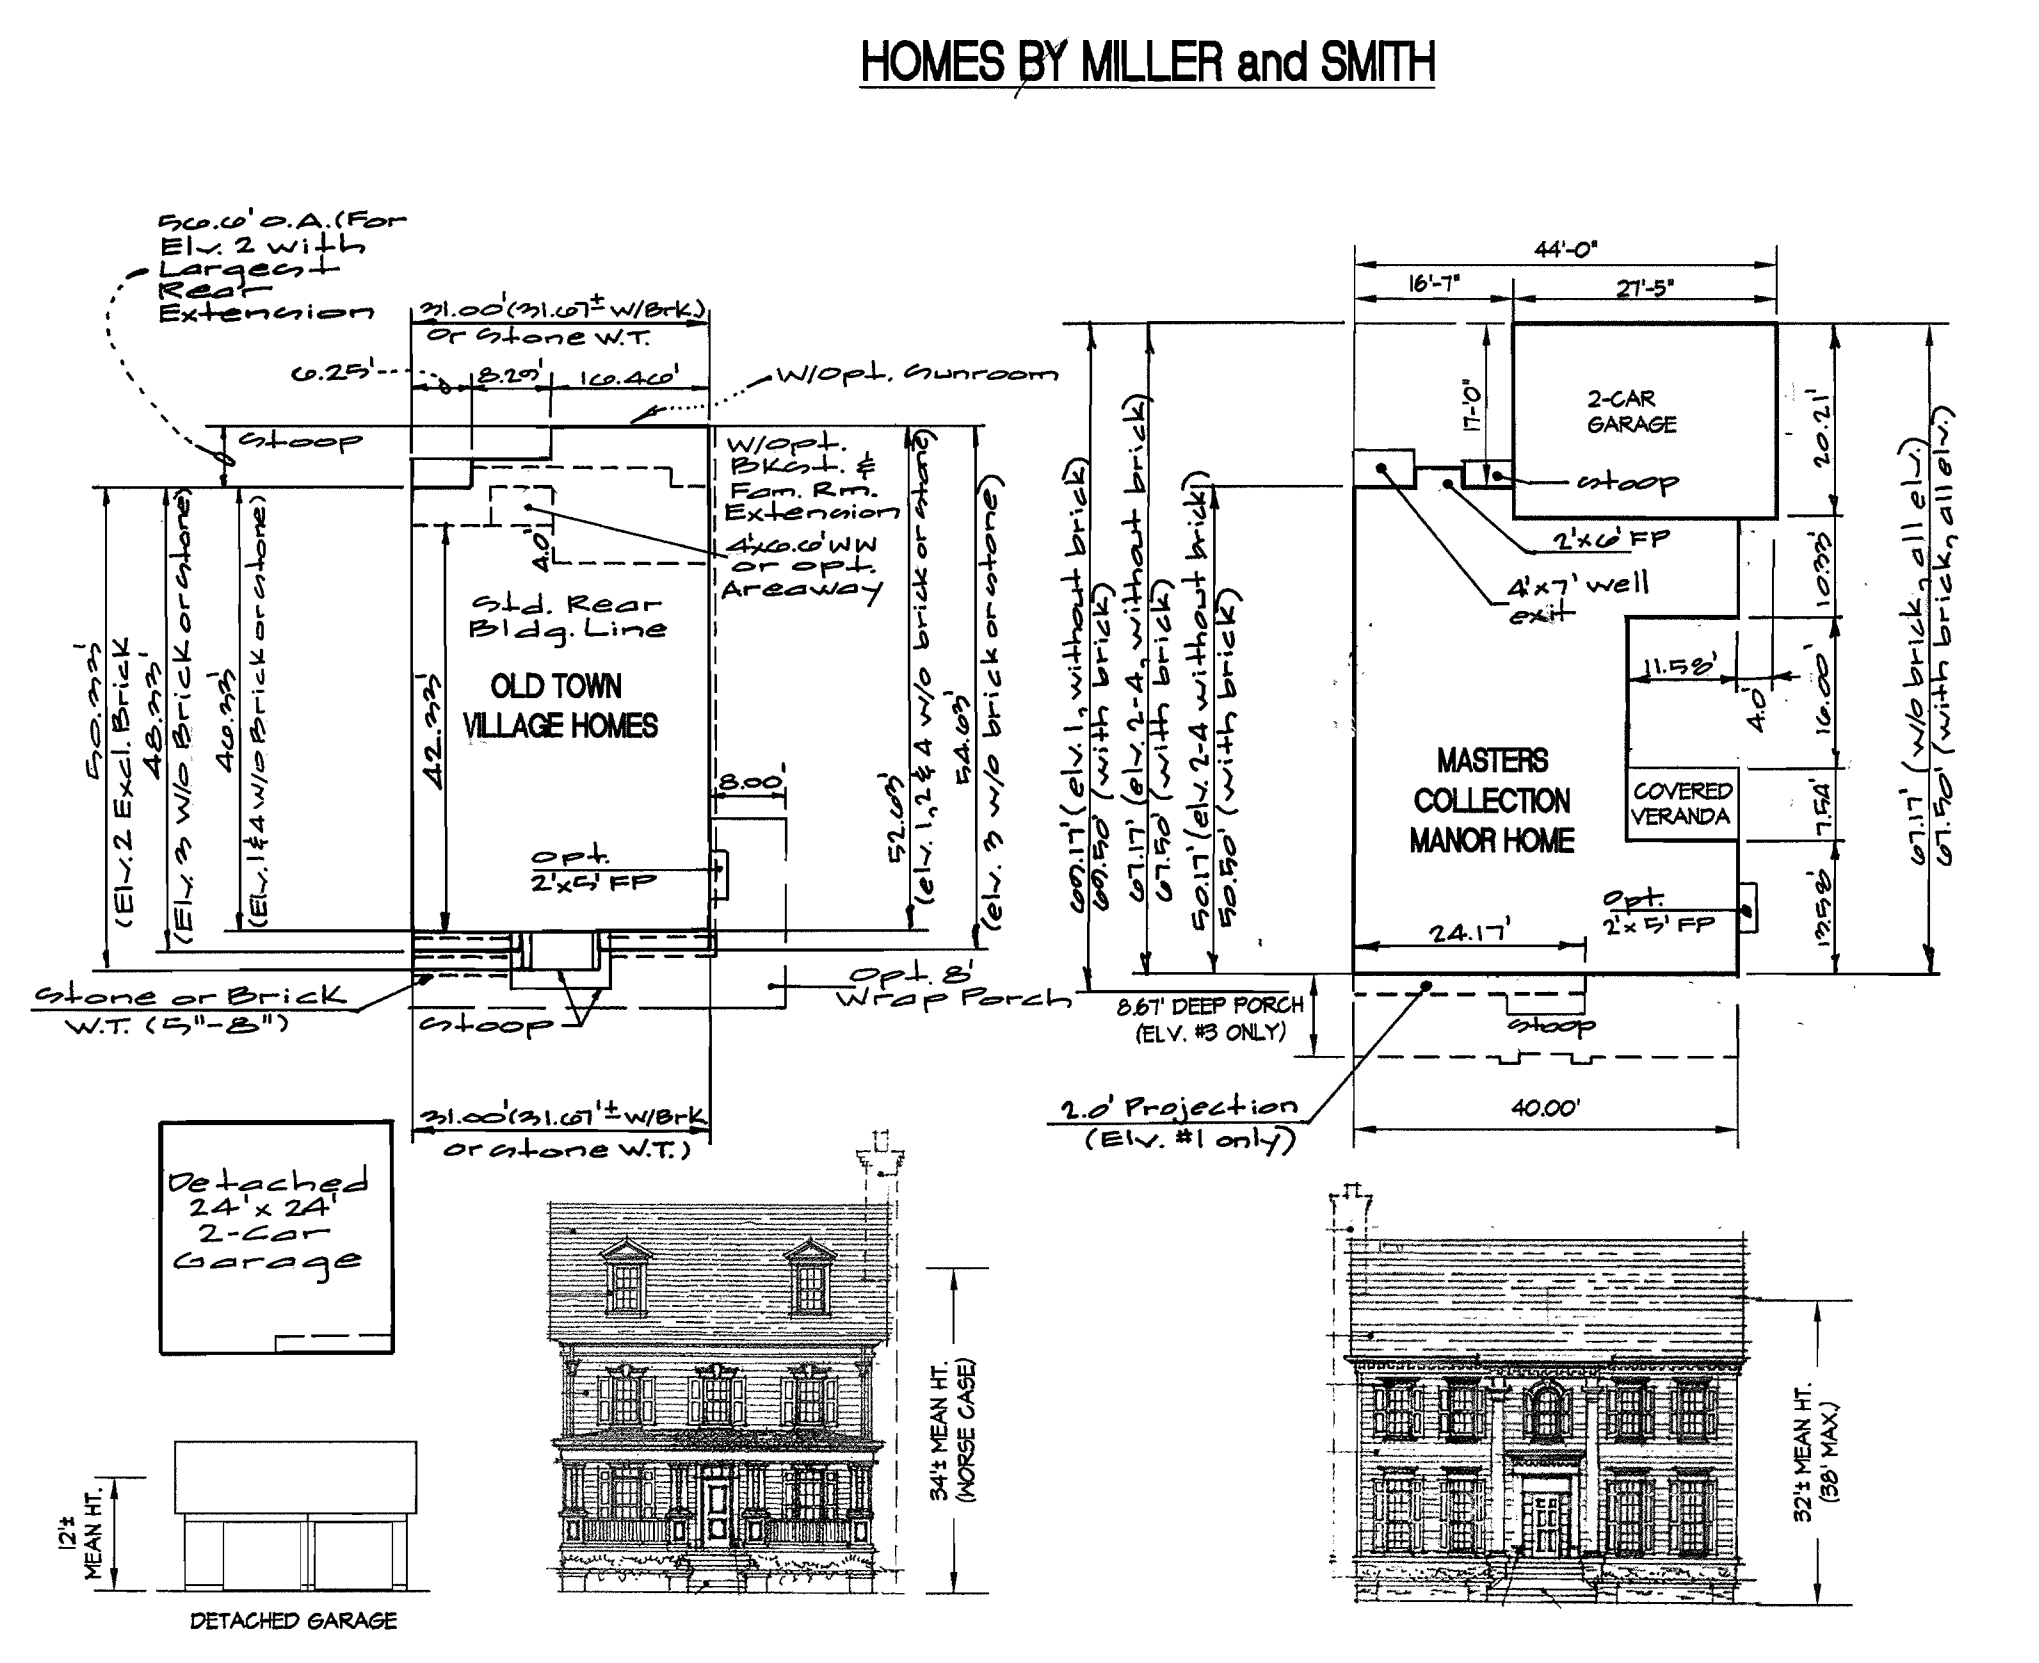 HOMES BY MILLER and SMITH
56.6' O.A. (For
Elv. 2 with
Largest
Rear
Extension
31.00' (31.67'± W/Brk.)
or Stone W.T.
6.25'
8.29'
16.46'
W/Opt. Sunroom
Stoop
W/Opt.
Bkst. &
Fam. Rm.
Extension
4'x6.6' WW
or opt.
Areaway
4.0'
Std. Rear
Bldg. Line
OLD TOWN
VILLAGE HOMES
50.33'
(Elv. 2 Excl. Brick
48.33'
(Elv. 3 W/O Brick or Stone)
46.33'
(Elv. 1 & 4 W/O Brick or Stone)
42.33'
8.00'
Opt.
2'x5' FP
52.63'
(elv. 1, 2 & 4 w/o brick or stone)
54.63'
(elv. 3 w/o brick or stone)
Stone or Brick
W.T. (5"-8")
Stoop
Opt. 8'
Wrap Porch
31.00' (31.67'± W/Brk
or Stone W.T.)
44'-0"
16'-7"
27'-5"
17'-0"
2-CAR
GARAGE
Stoop
2'x6' FP
4'x7' well
exit
20.21'
10.33'
16.00'
7.54'
13.58'
11.58'
4.0'
69.17' (elv. 1, without brick)
69.50' (with brick)
67.17' (elv. 2-4, without brick)
67.50' (with brick)
50.17' (elv. 2-4 without brick)
50.50' (with brick)
67.17' (w/o brick, all elv.)
67.50' (with brick, all elv.)
MASTERS
COLLECTION
MANOR HOME
COVERED
VERANDA
Opt.
2'x5' FP
24.17'
8.67' DEEP PORCH
(ELV. #3 ONLY)
Stoop
2.0' Projection
(Elv. #1 only)
40.00'
Detached
24' x 24'
2-Car
Garage
12'±
MEAN HT.
DETACHED GARAGE
34'± MEAN HT.
(WORSE CASE)
32'± MEAN HT.
(38' MAX.)